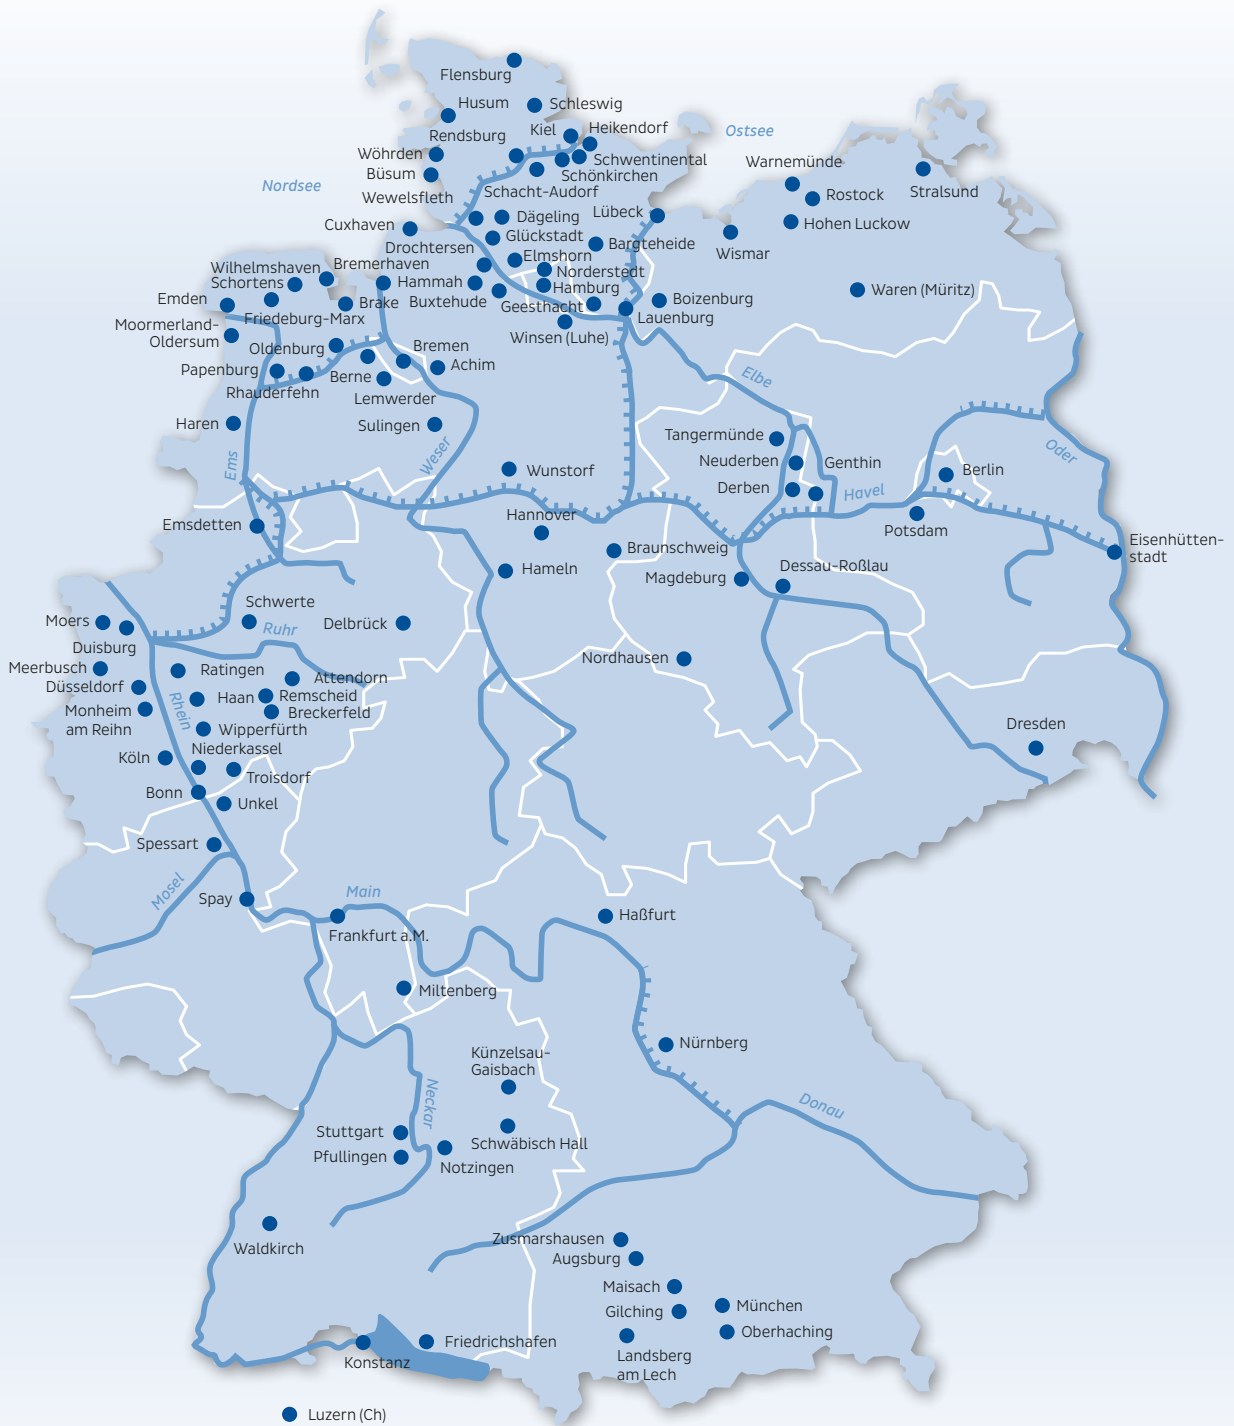 Flensburg
Husum
Schleswig
Kiel
Heikendorf
Rendsburg
Ostsee
Wöhrden
Schwentinental
Warnemünde
Büsum
Schönkirchen
Nordsee
Schacht-Audorf
Stralsund
Wewelsfleth
Rostock
Cuxhaven
Dägeling
Lübeck
Hohen Luckow
Glückstadt
Drochtersen
Bargteheide
Wismar
Elmshorn
Wilhelmshaven
Bremerhaven
Norderstedt
Schortens
Hammah
Hamburg
Waren (Müritz)
Emden
Brake
Buxtehude
Geesthacht
Boizenburg
Friedeburg-Marx
Lauenburg
Moormerland-
Oldersum
Winsen (Luhe)
Oldenburg
Bremen
Achim
Papenburg
Berne
Elbe
Rhauderfehn
Lemwerder
Haren
Sulingen
Tangermünde
Weser
Oder
Ems
Neuderben
Genthin
Wunstorf
Berlin
Derben
Havel
Hannover
Emsdetten
Potsdam
Braunschweig
Eisenhütten-
stadt
Hameln
Magdeburg
Dessau-Roßlau
Schwerte
Moers
Ruhr
Delbrück
Duisburg
Nordhausen
Meerbusch
Ratingen
Attendorn
Düsseldorf
Haan
Remscheid
Monheim
am Reihn
Rhein
Breckerfeld
Wipperfürth
Dresden
Niederkassel
Köln
Troisdorf
Bonn
Unkel
Spessart
Mosel
Main
Spay
Haßfurt
Frankfurt a.M.
Miltenberg
Nürnberg
Künzelsau-
Gaisbach
Neckar
Donau
Stuttgart
Schwäbisch Hall
Pfullingen
Notzingen
Waldkirch
Zusmarshausen
Augsburg
Maisach
München
Gilching
Oberhaching
Friedrichshafen
Konstanz
Landsberg
am Lech
Luzern (Ch)